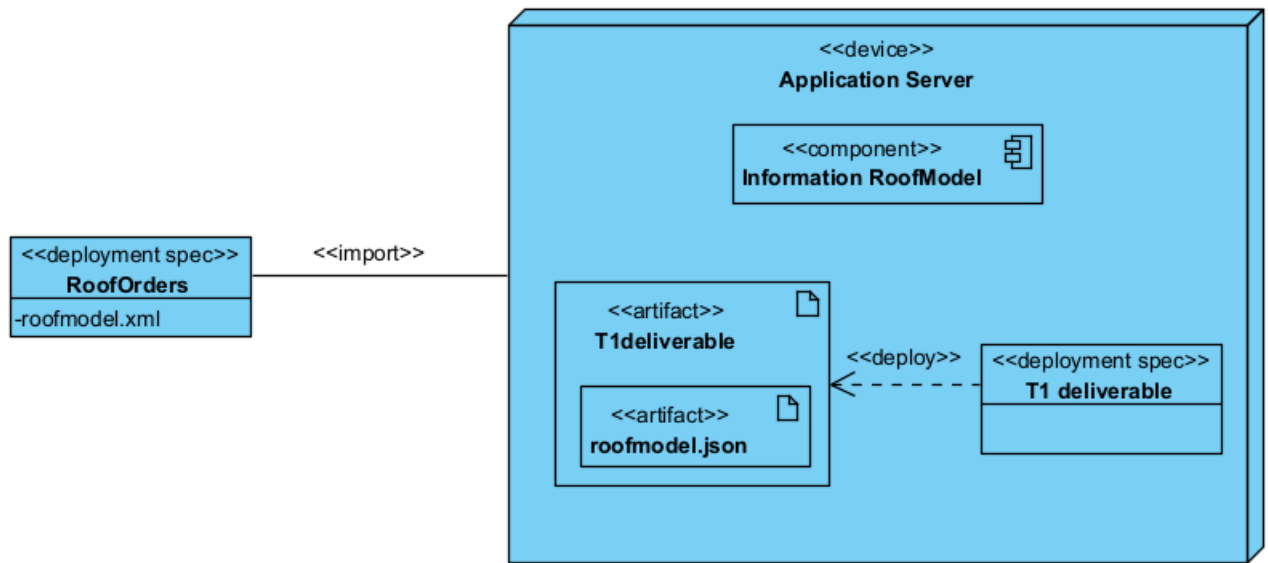 <<device>>
Application Server
<<component>>
Information RoofModel
<<deployment spec>>
RoofOrders
-roofmodel.xml
<<import>>
<<artifact>>
T1deliverable
<<artifact>>
roofmodel.json
<<deploy>>
<<deployment spec>>
T1 deliverable